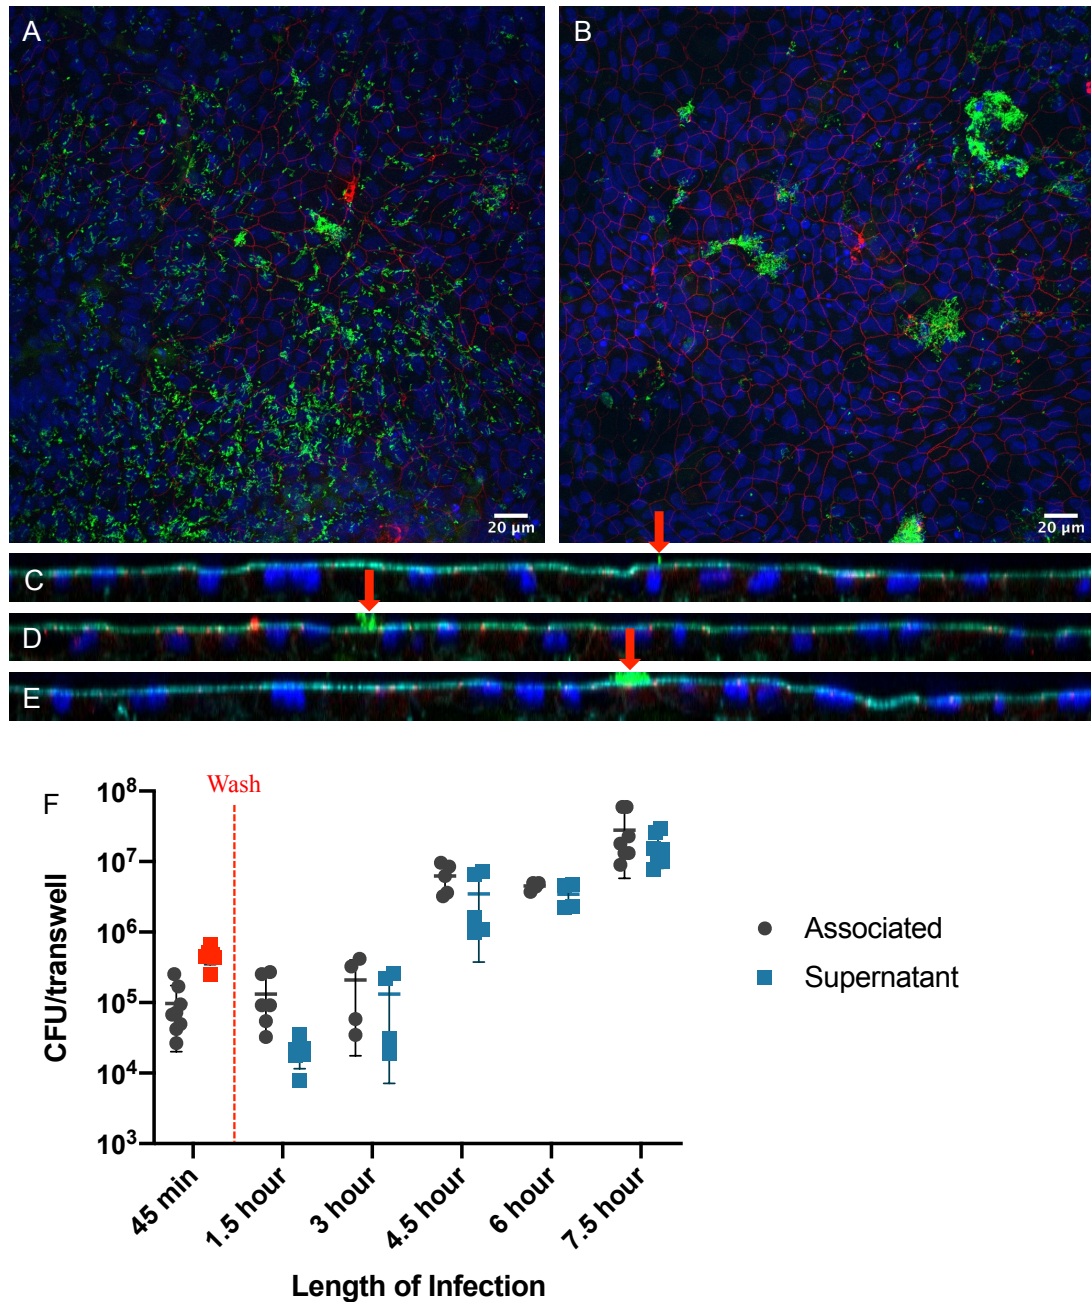 A
B
20 µm
20 µm
C
D
E
F
Wash
10⁸
10⁷
10⁶
10⁵
10⁴
10³
CFU/transwell
45 min
1.5 hour
3 hour
4.5 hour
6 hour
7.5 hour
Length of Infection
Associated
Supernatant